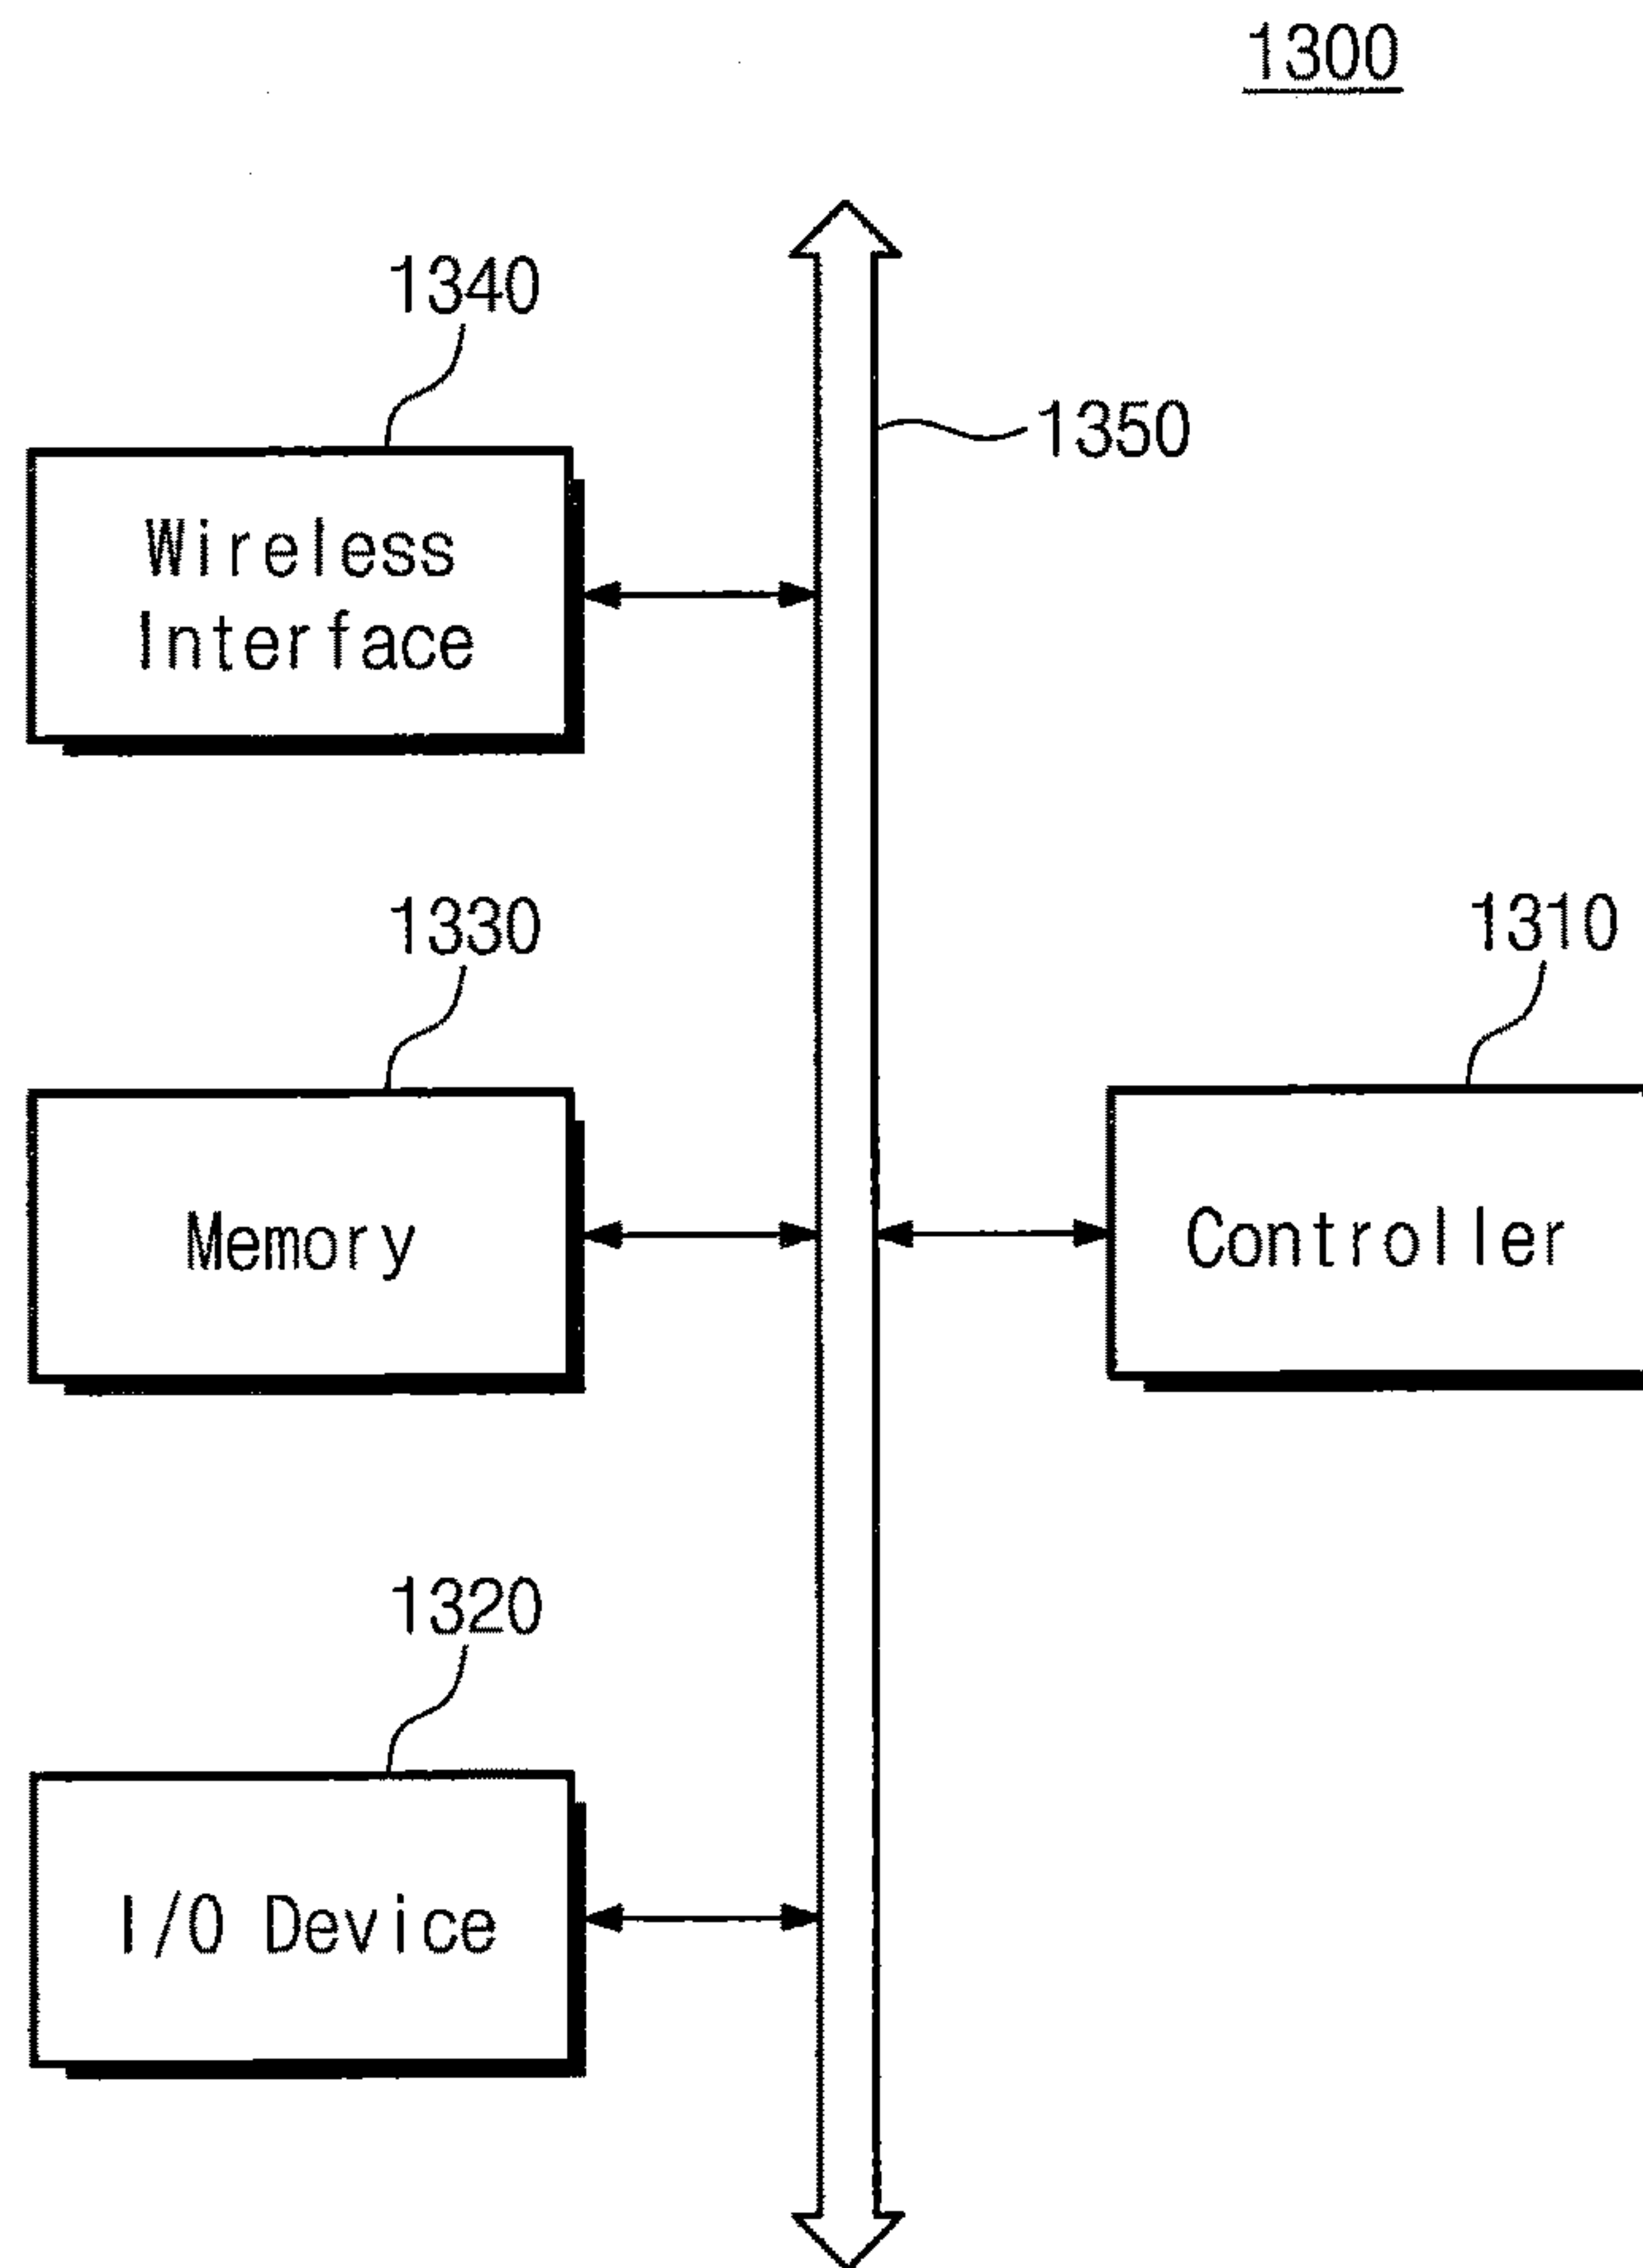 1300
1340
1350
Wireless
Interface
1330
1310
Memory
Controller
1320
I/O Device